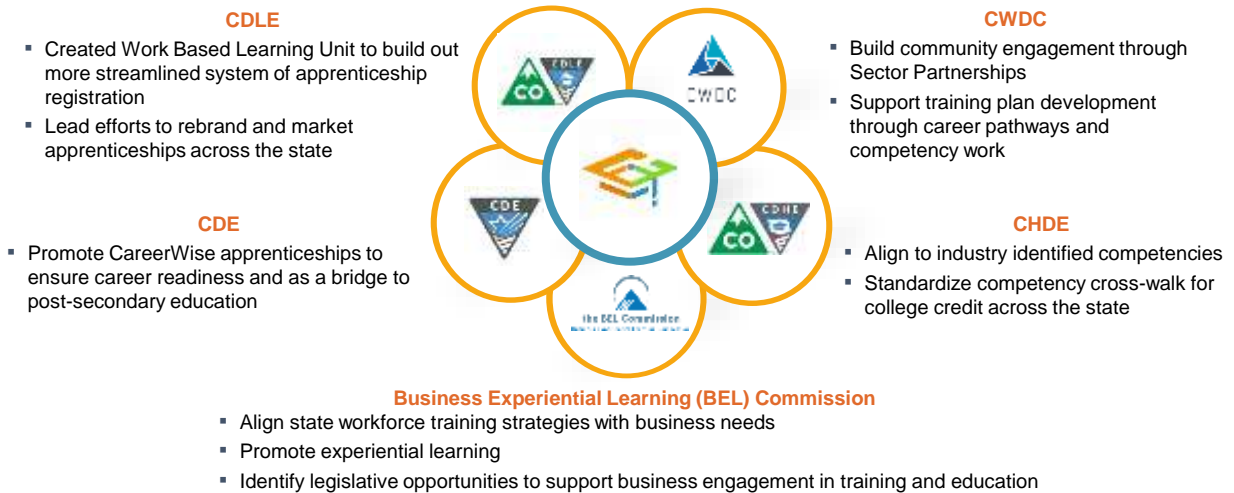 CDLE
▪ Created Work Based Learning Unit to build out
more streamlined system of apprenticeship
registration
▪ Lead efforts to rebrand and market
apprenticeships across the state
CWDC
▪ Build community engagement through
Sector Partnerships
▪ Support training plan development
through career pathways and
competency work
CO
CDLE
CWDC
CDE
▪ Promote CareerWise apprenticeships to
ensure career readiness and as a bridge to
post-secondary education
CDE
CO
CDHE
CHDE
▪ Align to industry identified competencies
▪ Standardize competency cross-walk for
college credit across the state
the BEL Commission
Business Experiential Learning (BEL) Commission
▪ Align state workforce training strategies with business needs
▪ Promote experiential learning
▪ Identify legislative opportunities to support business engagement in training and education